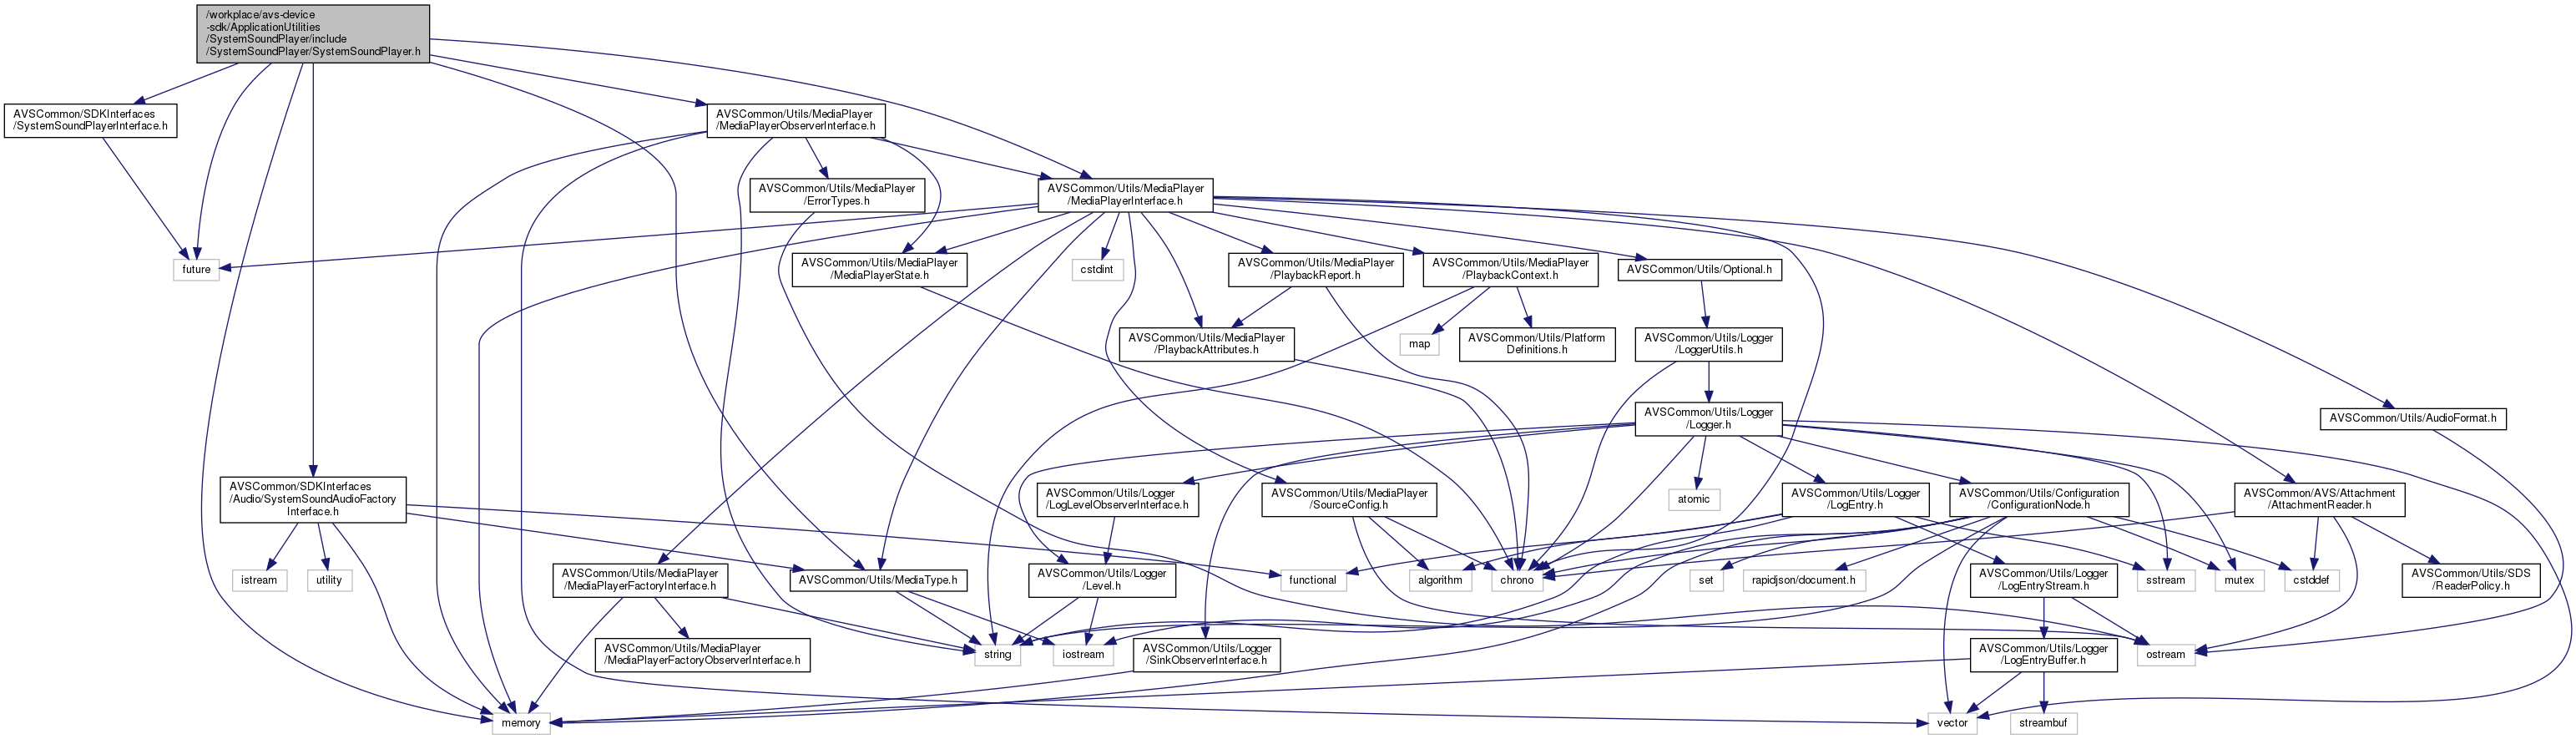 /workplace/avs-device
-sdk/ApplicationUtilities
/SystemSoundPlayer/include
/SystemSoundPlayer/SystemSoundPlayer.h
AVSCommon/SDKInterfaces
/SystemSoundPlayerInterface.h
AVSCommon/Utils/MediaPlayer
/MediaPlayerObserverInterface.h
AVSCommon/Utils/MediaPlayer
/ErrorTypes.h
AVSCommon/Utils/MediaPlayer
/MediaPlayerInterface.h
future
AVSCommon/Utils/MediaPlayer
/MediaPlayerState.h
cstdint
AVSCommon/Utils/MediaPlayer
/PlaybackReport.h
AVSCommon/Utils/MediaPlayer
/PlaybackContext.h
AVSCommon/Utils/Optional.h
AVSCommon/Utils/MediaPlayer
/PlaybackAttributes.h
map
AVSCommon/Utils/Platform
Definitions.h
AVSCommon/Utils/Logger
/LoggerUtils.h
AVSCommon/Utils/Logger
/Logger.h
AVSCommon/Utils/AudioFormat.h
AVSCommon/SDKInterfaces
/Audio/SystemSoundAudioFactory
Interface.h
AVSCommon/Utils/Logger
/LogLevelObserverInterface.h
AVSCommon/Utils/MediaPlayer
/SourceConfig.h
atomic
AVSCommon/Utils/Logger
/LogEntry.h
AVSCommon/Utils/Configuration
/ConfigurationNode.h
AVSCommon/AVS/Attachment
/AttachmentReader.h
istream
utility
AVSCommon/Utils/MediaPlayer
/MediaPlayerFactoryInterface.h
AVSCommon/Utils/MediaType.h
AVSCommon/Utils/Logger
/Level.h
functional
algorithm
chrono
set
rapidjson/document.h
AVSCommon/Utils/Logger
/LogEntryStream.h
sstream
mutex
cstddef
AVSCommon/Utils/SDS
/ReaderPolicy.h
AVSCommon/Utils/MediaPlayer
/MediaPlayerFactoryObserverInterface.h
string
iostream
AVSCommon/Utils/Logger
/SinkObserverInterface.h
AVSCommon/Utils/Logger
/LogEntryBuffer.h
ostream
memory
vector
streambuf